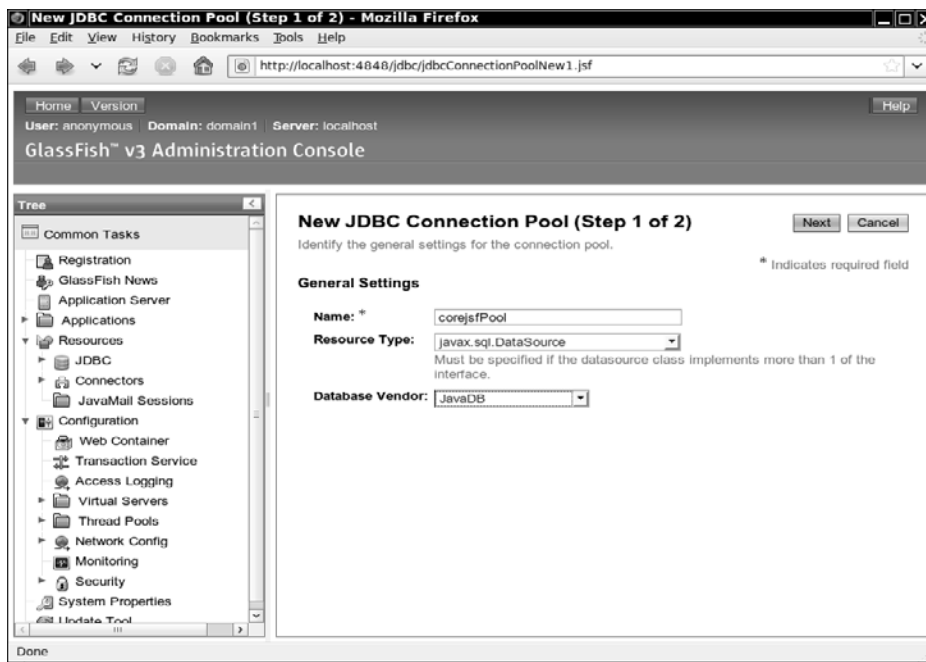 New JDBC Connection Pool (Step 1 of 2) - Mozilla Firefox
File Edit View History Bookmarks Tools Help
http://localhost:4848/jdbc/jdbcConnectionPoolNew1.jsf
Home Version Help
User: anonymous Domain: domain1 Server: localhost
GlassFish™ v3 Administration Console
Tree
Common Tasks
Registration
GlassFish News
Application Server
Applications
Resources
JDBC
Connectors
JavaMail Sessions
Configuration
Web Container
Transaction Service
Access Logging
Virtual Servers
Thread Pools
Network Config
Monitoring
Security
System Properties
Update Tool
New JDBC Connection Pool (Step 1 of 2)
Next Cancel
Identify the general settings for the connection pool.
* Indicates required field
General Settings
Name: * corejsfPool
Resource Type: javax.sql.DataSource
Must be specified if the datasource class implements more than 1 of the
interface.
Database Vendor: JavaDB
Done